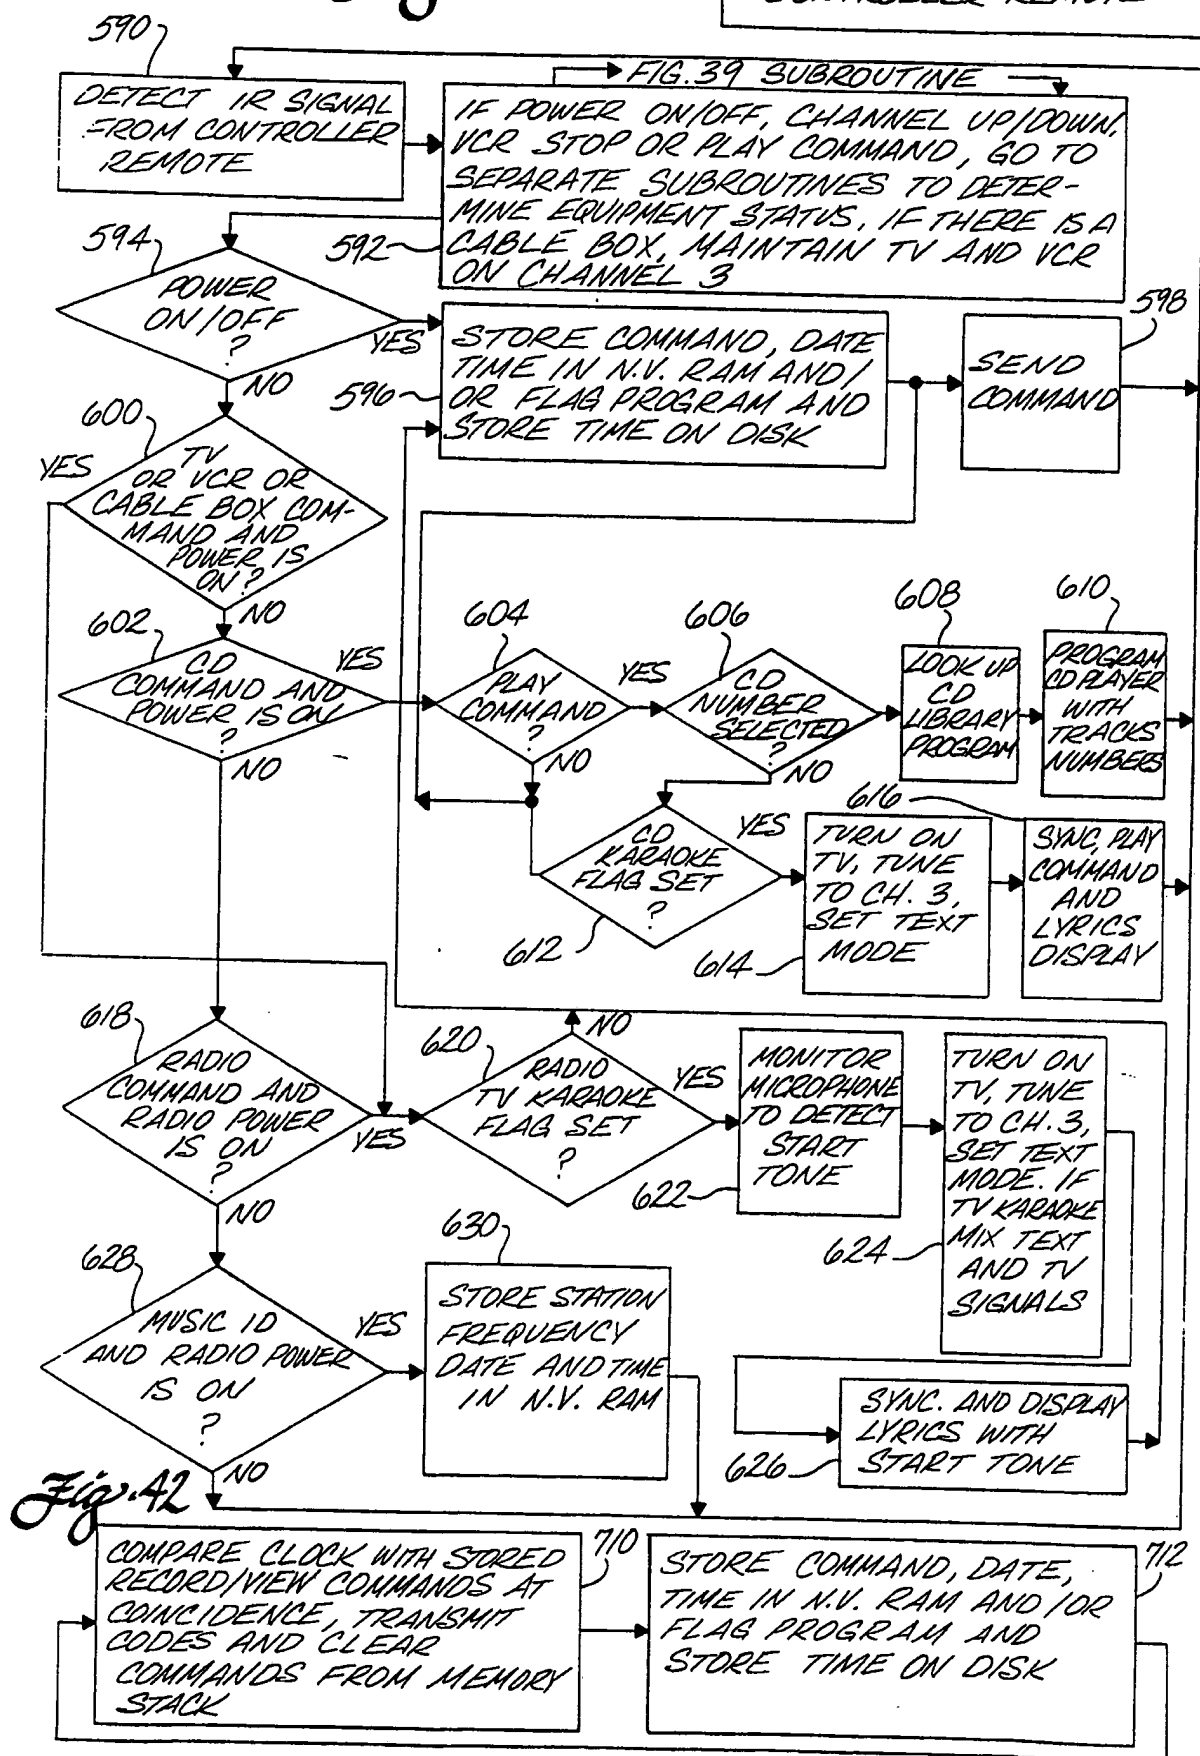 CONTROLLER REMOTE
590
FIG. 39 SUBROUTINE
DETECT IR SIGNAL
FROM CONTROLLER
REMOTE
IF POWER ON/OFF, CHANNEL UP/DOWN,
VCR STOP OR PLAY COMMAND, GO TO
SEPARATE SUBROUTINES TO DETER-
MINE EQUIPMENT STATUS. IF THERE IS A
CABLE BOX, MAINTAIN TV AND VCR
ON CHANNEL 3
592
594
POWER
ON/OFF
?
YES
NO
STORE COMMAND, DATE
TIME IN N.V. RAM AND/
OR FLAG PROGRAM AND
STORE TIME ON DISK
596
598
SEND
COMMAND
600
YES
TV
OR VCR OR
CABLE BOX COM-
MAND AND
POWER IS
ON?
NO
602
CD
COMMAND AND
POWER IS ON
?
YES
NO
604
PLAY
COMMAND
?
YES
NO
606
CD
NUMBER
SELECTED
?
NO
608
LOOK UP
CD
LIBRARY
PROGRAM
610
PROGRAM
CD PLAYER
WITH
TRACKS
NUMBERS
CD
KARAOKE
FLAG SET
?
YES
612
TURN ON
TV, TUNE
TO CH. 3,
SET TEXT
MODE
614
616
SYNC, PLAY
COMMAND
AND
LYRICS
DISPLAY
618
RADIO
COMMAND AND
RADIO POWER
IS ON
?
YES
NO
620
NO
RADIO
TV KARAOKE
FLAG SET
?
YES
MONITOR
MICROPHONE
TO DETECT
START
TONE
622
TURN ON
TV, TUNE
TO CH. 3,
SET TEXT
MODE. IF
TV KARAOKE
MIX TEXT
AND TV
SIGNALS
624
628
MUSIC ID
AND RADIO POWER
IS ON
?
YES
NO
630
STORE STATION
FREQUENCY
DATE AND TIME
IN N.V. RAM
SYNC. AND DISPLAY
LYRICS WITH
START TONE
626
Fig. 42
COMPARE CLOCK WITH STORED
RECORD/VIEW COMMANDS AT
COINCIDENCE, TRANSMIT
CODES AND CLEAR
COMMANDS FROM MEMORY
STACK
710
STORE COMMAND, DATE,
TIME IN N.V. RAM AND/OR
FLAG PROGRAM AND
STORE TIME ON DISK
712